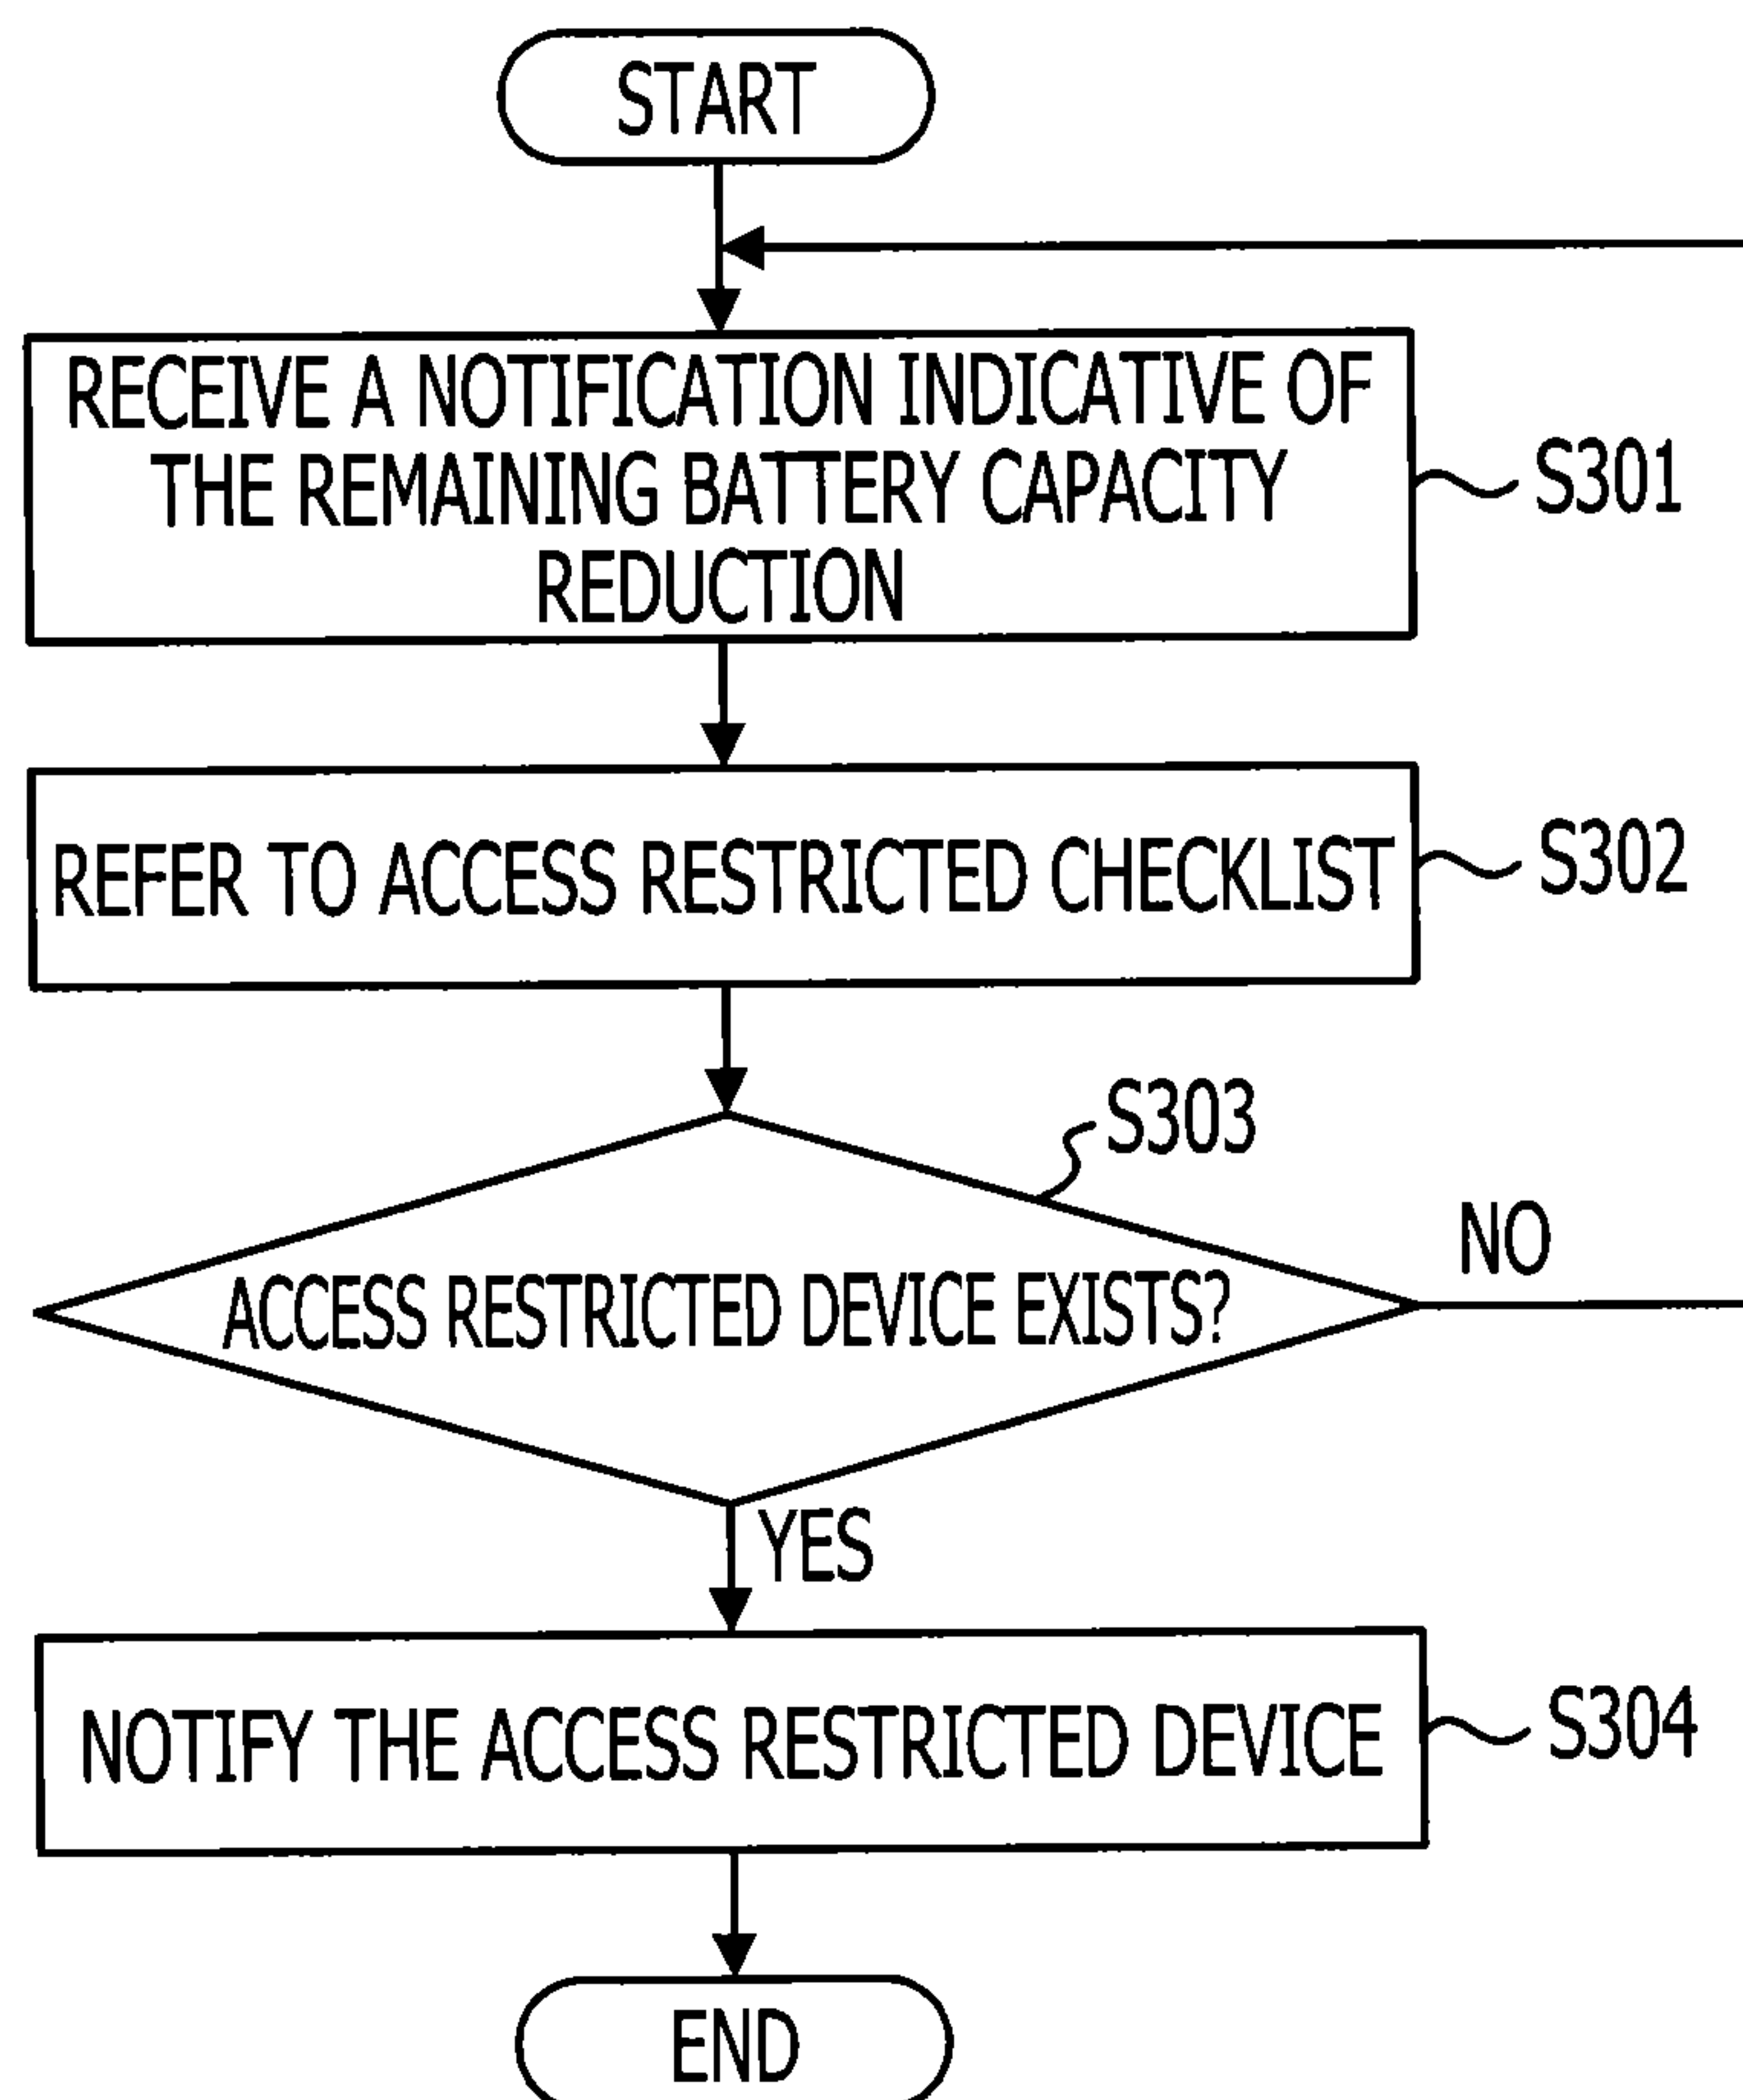 START
RECEIVE A NOTIFICATION INDICATIVE OF
THE REMAINING BATTERY CAPACITY
REDUCTION
S301
REFER TO ACCESS RESTRICTED CHECKLIST
S302
S303
ACCESS RESTRICTED DEVICE EXISTS?
NO
YES
NOTIFY THE ACCESS RESTRICTED DEVICE
S304
END